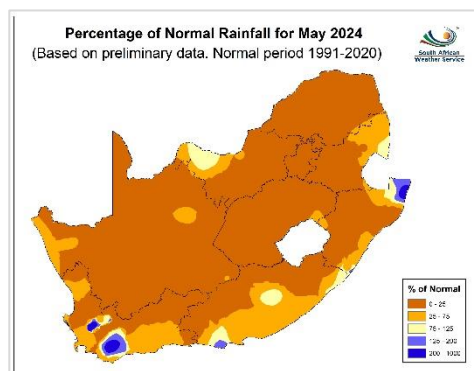 Percentage of Normal Rainfall for May 2024
(Based on preliminary data. Normal period 1991-2020)
South African
Weather Service
% of Normal
0 - 25
25 - 75
75 - 125
125 - 200
200 - 1000